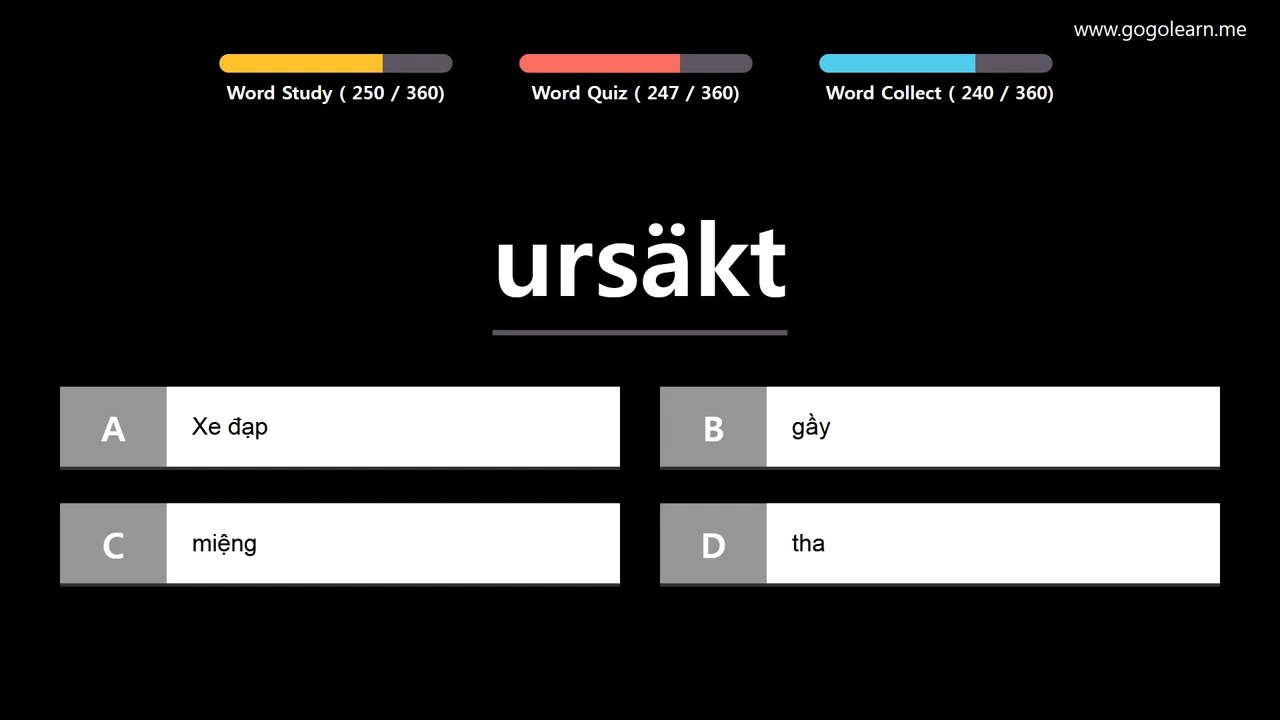 www.gogolearn.me
Word Study ( 250 / 360)
Word Quiz ( 247 / 360)
Word Collect ( 240 / 360)
ursäkt
A
Xe đạp
B
gầy
C
miệng
D
tha